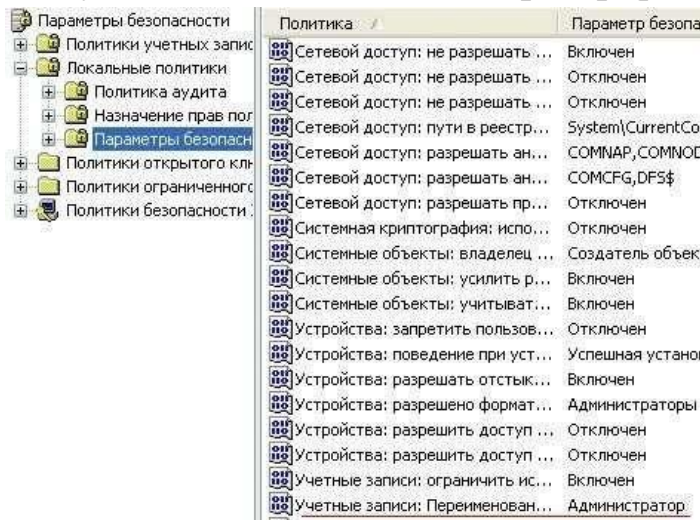 Параметры безопасности
Политики учетных запис
Локальные политики
Политика аудита
Назначение прав пол
Параметры безопасн
Политики открытого клю
Политики ограниченного
Политики безопасности
Политика Параметр безопа
Сетевой доступ: не разрешать ... Включен
Сетевой доступ: не разрешать ... Отключен
Сетевой доступ: не разрешать ... Отключен
Сетевой доступ: пути в реестр... System\CurrentCo
Сетевой доступ: разрешать ан... COMNAP,COMNOD
Сетевой доступ: разрешать ан... COMCFG,DFS$
Сетевой доступ: разрешать пр... Отключен
Системная криптография: испо... Отключен
Системные объекты: владелец ... Создатель объек
Системные объекты: усилить р... Включен
Системные объекты: учитыват... Включен
Устройства: запретить пользов... Отключен
Устройства: поведение при уст... Успешная установ
Устройства: разрешать отстык... Включен
Устройства: разрешено формат... Администраторы
Устройства: разрешить доступ ... Отключен
Устройства: разрешить доступ ... Отключен
Учетные записи: ограничить ис... Включен
Учетные записи: Переименован... Администратор